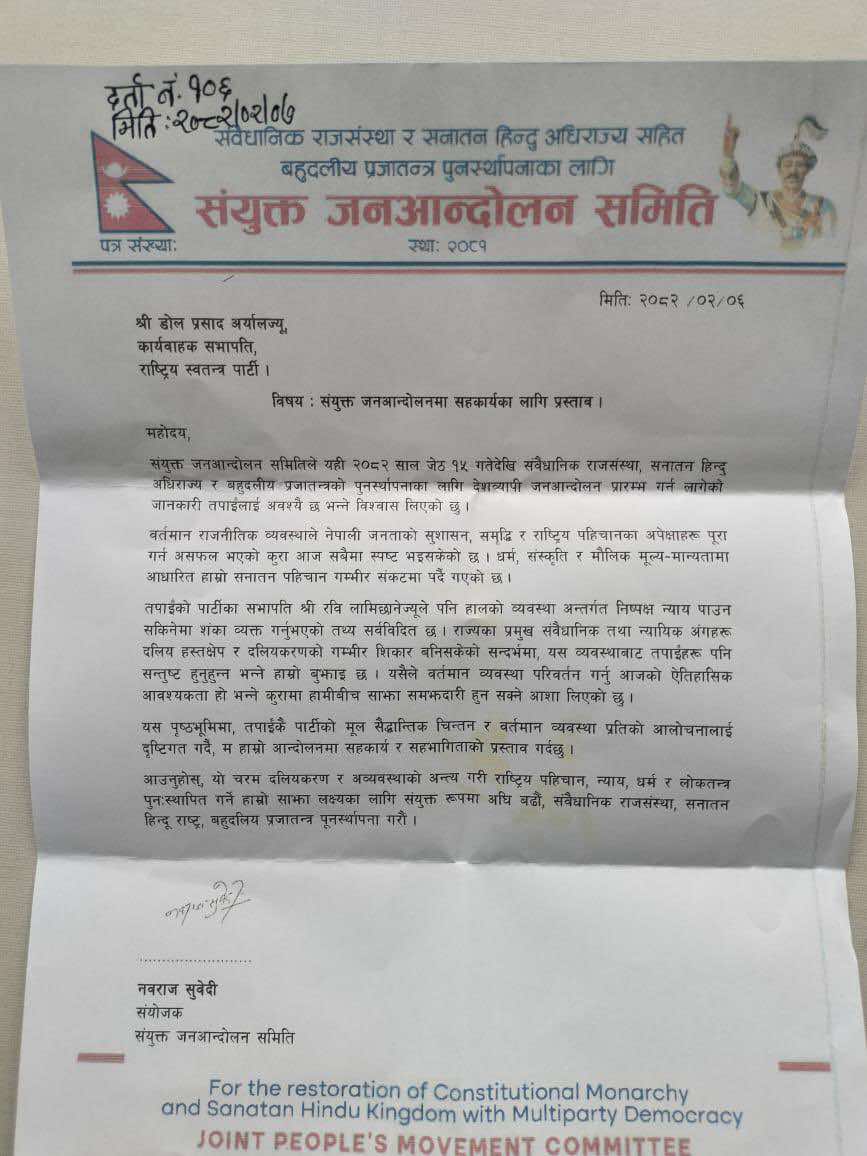 दर्ता नं. १०६
मिति : २०८२/०२/०७
संवैधानिक राजसंस्था र सनातन हिन्दु अधिराज्य सहित
बहुदलीय प्रजातन्त्र पुनर्स्थापनाका लागि
संयुक्त जनआन्दोलन समिति
पत्र संख्या:
स्था: २०८१
मिति: २०८२ /०२/०६
श्री डोल प्रसाद अर्यालज्यू,
कार्यवाहक सभापति,
राष्ट्रिय स्वतन्त्र पार्टी ।
विषय : संयुक्त जनआन्दोलनमा सहकार्यका लागि प्रस्ताव ।
महोदय,
संयुक्त जनआन्दोलन समितिले यही २०८२ साल जेठ १५ गतेदेखि संवैधानिक राजसंस्था, सनातन हिन्दु
अधिराज्य र बहुदलीय प्रजातन्त्रको पुनर्स्थापनाका लागि देशव्यापी जनआन्दोलन प्रारम्भ गर्न लागेको
जानकारी तपाईंलाई अवश्यै छ भन्ने विश्वास लिएको छु ।
वर्तमान राजनीतिक व्यवस्थाले नेपाली जनताको सुशासन, समृद्धि र राष्ट्रिय पहिचानका अपेक्षाहरू पूरा
गर्न असफल भएको कुरा आज सबैमा स्पष्ट भइसकेको छ । धर्म, संस्कृति र मौलिक मूल्य-मान्यतामा
आधारित हाम्रो सनातन पहिचान गम्भीर संकटमा पर्दै गएको छ ।
तपाईंको पार्टीका सभापति श्री रवि लामिछानेज्यूले पनि हालको व्यवस्था अन्तर्गत निष्पक्ष न्याय पाउन
सकिनेमा शंका व्यक्त गर्नुभएको तथ्य सर्वविदित छ । राज्यका प्रमुख संवैधानिक तथा न्यायिक अंगहरू
दलिय हस्तक्षेप र दलियकरणको गम्भीर शिकार बनिसकेको सन्दर्भमा, यस व्यवस्थाबाट तपाईंहरू पनि
सन्तुष्ट हुनुहुन्न भन्ने हाम्रो बुझाइ छ । यसैले वर्तमान व्यवस्था परिवर्तन गर्नु आजको ऐतिहासिक
आवश्यकता हो भन्ने कुरामा हामीबीच साझा समझदारी हुन सक्ने आशा लिएको छु ।
यस पृष्ठभूमिमा, तपाईंकै पार्टीको मूल सैद्धान्तिक चिन्तन र वर्तमान व्यवस्था प्रतिको आलोचनालाई
दृष्टिगत गर्दै, म हाम्रो आन्दोलनमा सहकार्य र सहभागिताको प्रस्ताव गर्दछु ।
आउनुहोस्, यो चरम दलियकरण र अव्यवस्थाको अन्त्य गरी राष्ट्रिय पहिचान, न्याय, धर्म र लोकतन्त्र
पुन:स्थापित गर्ने हाम्रो साझा लक्ष्यका लागि संयुक्त रूपमा अघि बढौं, संवैधानिक राजसंस्था, सनातन
हिन्दू राष्ट्र, बहुदलिय प्रजातन्त्र पूनर्स्थापना गरौं ।
नवराज सुवेदी
संयोजक
संयुक्त जनआन्दोलन समिति
For the restoration of Constitutional Monarchy
and Sanatan Hindu Kingdom with Multiparty Democracy
JOINT PEOPLE'S MOVEMENT COMMITTEE